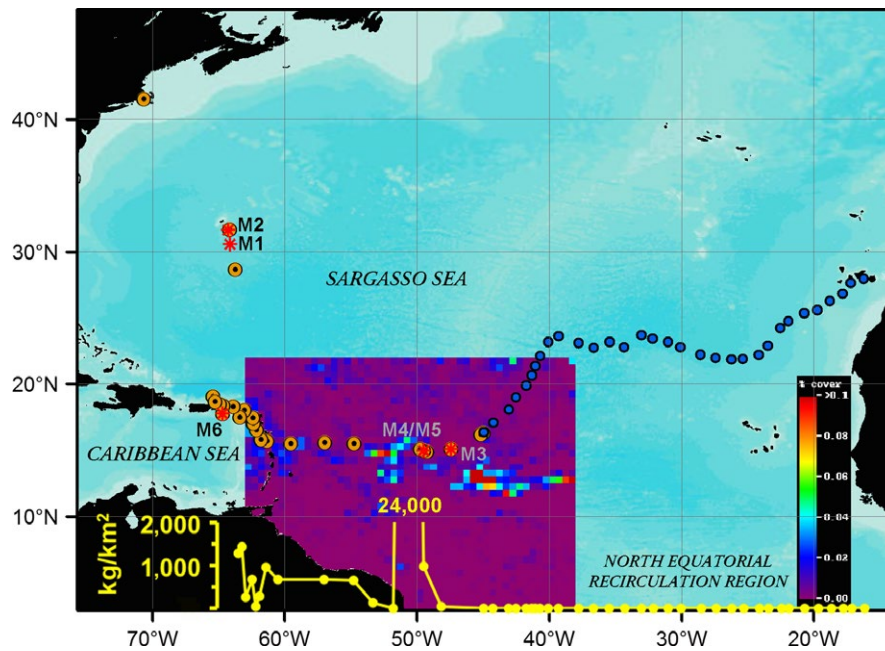 40°N
30°N
20°N
10°N
M2
M1
SARGASSO SEA
M6
CARIBBEAN SEA
M4/M5
M3
24,000
% cover
>0.1
0.08
0.06
0.04
0.02
0.00
kg/km²
2,000
1,000
NORTH EQUATORIAL
RECIRCULATION REGION
70°W
60°W
50°W
40°W
30°W
20°W